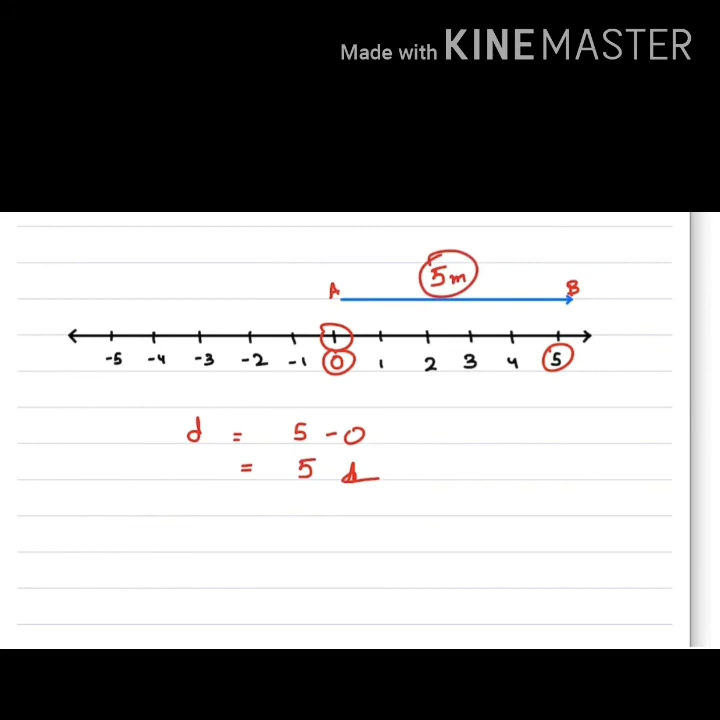 Made with KINEMASTER
5m
A B
-5 -4 -3 -2 -1 0 1 2 3 4 5
d = 5 - 0
= 5